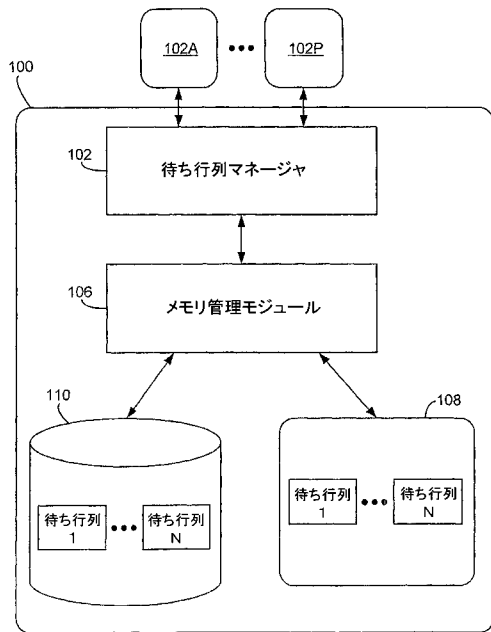 102A ••• 102P
100
102
待ち行列マネージャ
106
メモリ管理モジュール
110
108
待ち行列
1
•••
待ち行列
N
待ち行列
1
•••
待ち行列
N